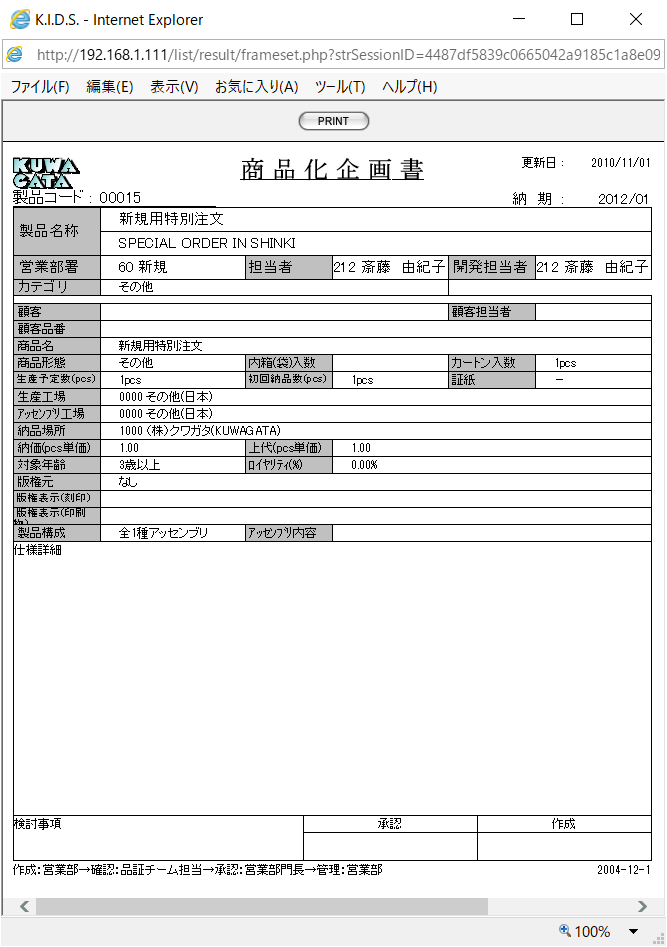 K.I.D.S. - Internet Explorer
http://192.168.1.111/list/result/frameset.php?strSessionID=4487df5839c0665042a9185c1a8e09
ファイル(F) 編集(E) 表示(V) お気に入り(A) ツール(T) ヘルプ(H)
PRINT
KUWA
GATA
商品化企画書
更新日： 2010/11/01
製品コード：00015
納 期 ： 2012/01
製品名称 新規用特別注文
SPECIAL ORDER IN SHINKI
営業部署 60 新規 担当者 212 斎藤 由紀子 開発担当者 212 斎藤 由紀子
カテゴリ その他
顧客 顧客担当者
顧客品番
商品名 新規用特別注文
商品形態 その他 内箱(袋)入数 カートン入数 1pcs
生産予定数(pcs) 1pcs 初回納品数(pcs) 1pcs 証紙 －
生産工場 0000 その他(日本)
アッセンブリ工場 0000 その他(日本)
納品場所 1000 (株)クワガタ(KUWAGATA)
納価(pcs単価) 1.00 上代(pcs単価) 1.00
対象年齢 3歳以上 ロイヤリティ(%) 0.00%
版権元 なし
版権表示(刻印)
版権表示(印刷物)
製品構成 全1種アッセンブリ アッセンブリ内容
仕様詳細
検討事項 承認 作成
作成：営業部→確認：品証チーム担当→承認：営業部門長→管理：営業部 2004-12-1
100%